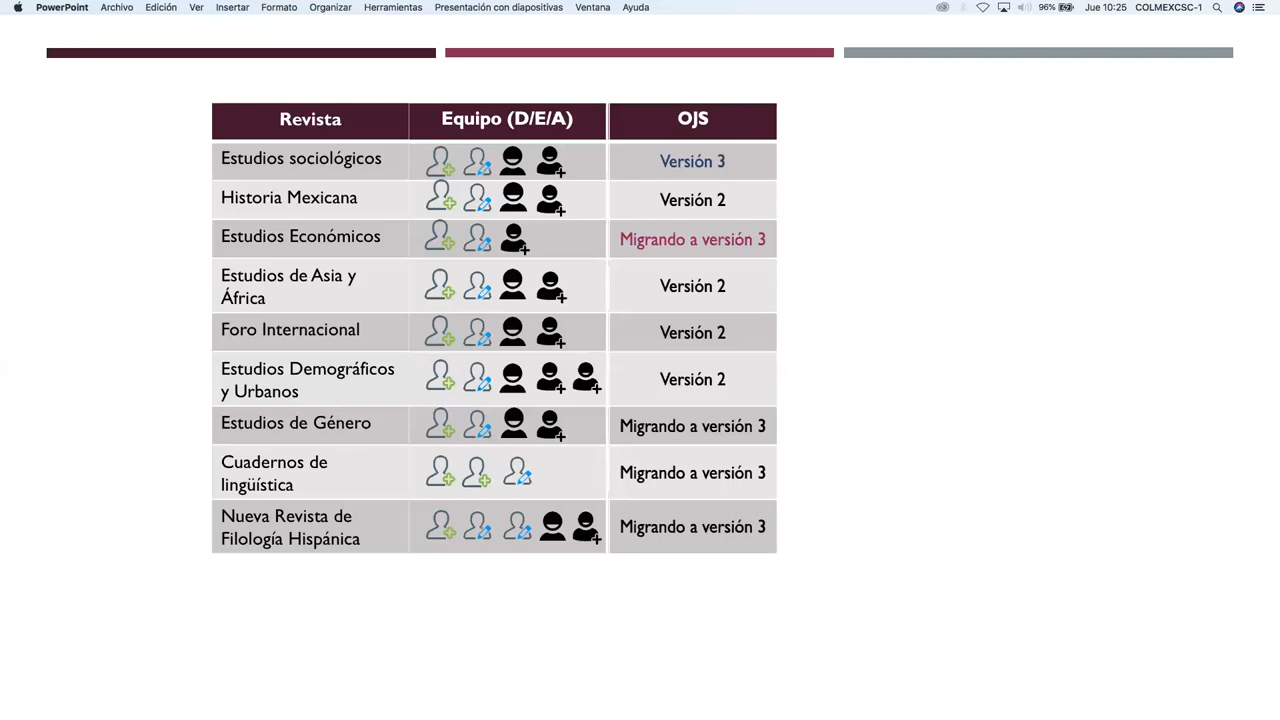 PowerPoint Archivo Edición Ver Insertar Formato Organizar Herramientas Presentación con diapositivas Ventana Ayuda 96% Jue 10:25 COLMEXCSC-1
Revista Equipo (D/E/A) OJS
Estudios sociológicos Versión 3
Historia Mexicana Versión 2
Estudios Económicos Migrando a versión 3
Estudios de Asia y
África Versión 2
Foro Internacional Versión 2
Estudios Demográficos
y Urbanos Versión 2
Estudios de Género Migrando a versión 3
Cuadernos de
lingüística Migrando a versión 3
Nueva Revista de
Filología Hispánica Migrando a versión 3